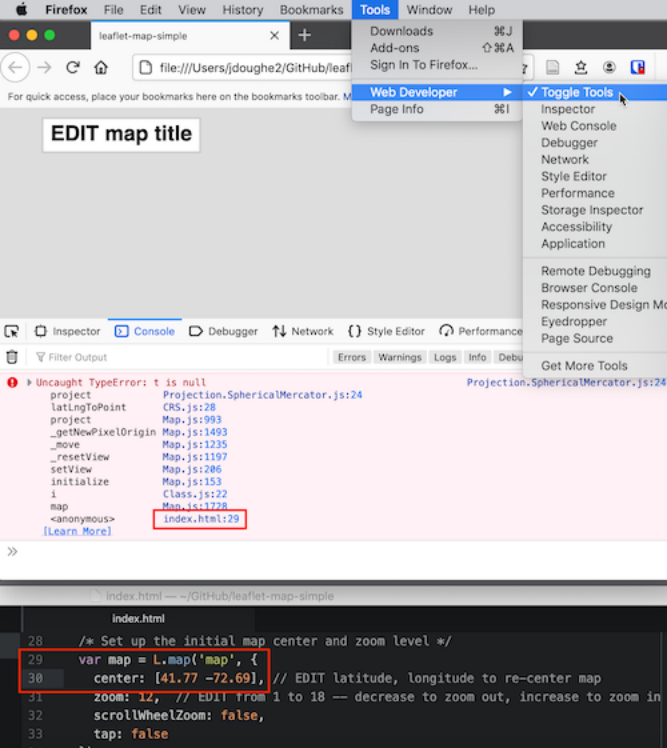 Firefox File Edit View History Bookmarks Tools Window Help
leaflet-map-simple
Downloads ⌘J
Add-ons ⇧⌘A
Sign In To Firefox...
Web Developer
Page Info ⌘I
✓ Toggle Tools
Inspector
Web Console
Debugger
Network
Style Editor
Performance
Storage Inspector
Accessibility
Application
Remote Debugging
Browser Console
Responsive Design Mo
Eyedropper
Page Source
Get More Tools
file:///Users/jdoughe2/GitHub/leafl
For quick access, place your bookmarks here on the bookmarks toolbar. M
EDIT map title
Inspector Console Debugger Network {} Style Editor Performance
Filter Output Errors Warnings Logs Info Debu
Uncaught TypeError: t is null Projection.SphericalMercator.js:24
project Projection.SphericalMercator.js:24
latLngToPoint CRS.js:28
project Map.js:993
_getNewPixelOrigin Map.js:1493
_move Map.js:1235
_resetView Map.js:1197
setView Map.js:206
initialize Map.js:153
i Class.js:22
map Map.js:1728
<anonymous> index.html:29
[Learn More]
index.html — ~/GitHub/leaflet-map-simple
index.html
28 /* Set up the initial map center and zoom level */
29 var map = L.map('map', {
30 center: [41.77 -72.69], // EDIT latitude, longitude to re-center map
31 zoom: 12, // EDIT from 1 to 18 -- decrease to zoom out, increase to zoom in
32 scrollWheelZoom: false,
33 tap: false